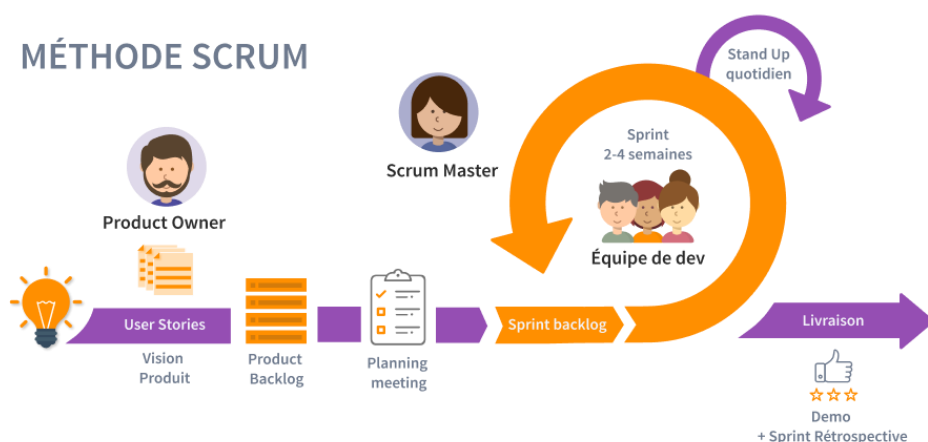 MÉTHODE SCRUM
Stand Up
quotidien
Sprint
2-4 semaines
Scrum Master
Product Owner
Équipe de dev
User Stories
Sprint backlog
Livraison
Vision
Produit
Product
Backlog
Planning
meeting
Demo
+ Sprint Rétrospective